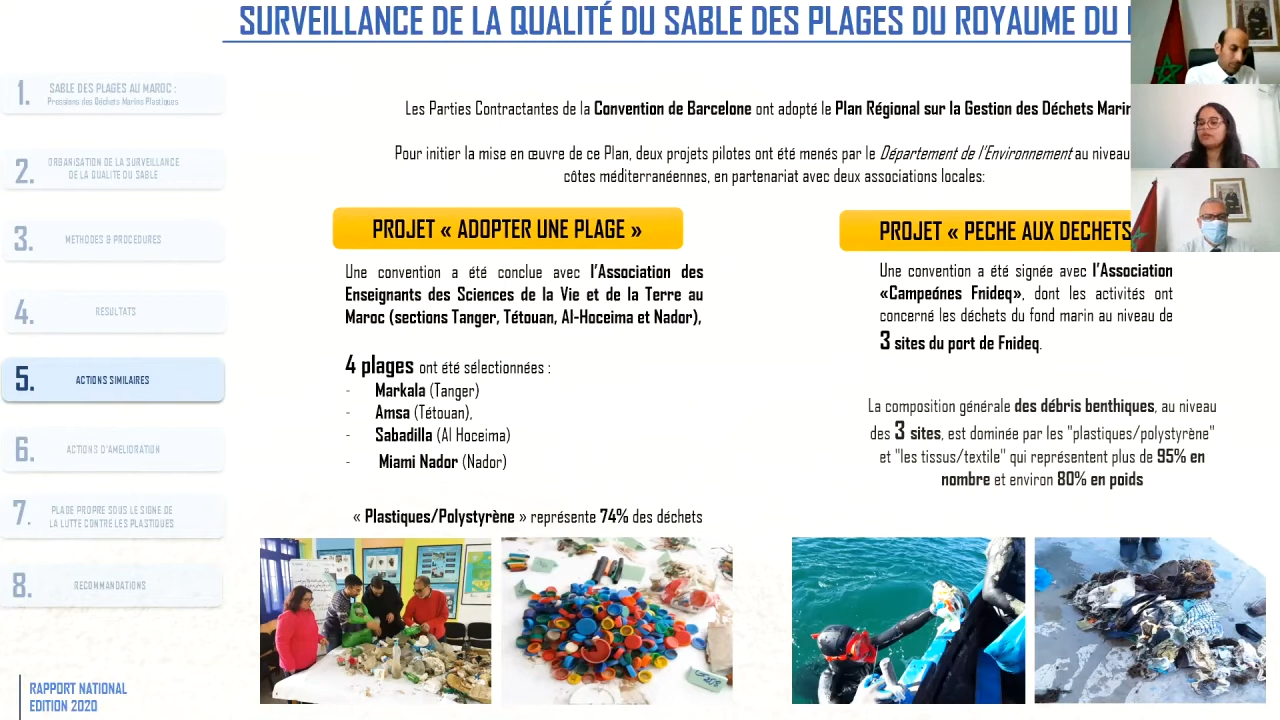 SURVEILLANCE DE LA QUALITÉ DU SABLE DES PLAGES DU ROYAUME DU
1. SABLE DES PLAGES AU MAROC :
Pressions des Déchets Marins Plastiques
2. ORGANISATION DE LA SURVEILLANCE
DE LA QUALITE DU SABLE
3. METHODES & PROCEDURES
4. RESULTATS
5. ACTIONS SIMILAIRES
6. ACTIONS D'AMELIORATION
7. PLAGE PROPRE SOUS LE SIGNE DE
LA LUTTE CONTRE LES PLASTIQUES
8. RECOMMANDATIONS
RAPPORT NATIONAL
EDITION 2020
Les Parties Contractantes de la Convention de Barcelone ont adopté le Plan Régional sur la Gestion des Déchets Marin
Pour initier la mise en œuvre de ce Plan, deux projets pilotes ont été menés par le Département de l'Environnement au niveau
côtes méditerranéennes, en partenariat avec deux associations locales:
PROJET « ADOPTER UNE PLAGE »
Une convention a été conclue avec l'Association des
Enseignants des Sciences de la Vie et de la Terre au
Maroc (sections Tanger, Tétouan, Al-Hoceima et Nador),
4 plages ont été sélectionnées :
- Markala (Tanger)
- Amsa (Tétouan),
- Sabadilla (Al Hoceima)
- Miami Nador (Nador)
« Plastiques/Polystyrène » représente 74% des déchets
PROJET « PECHE AUX DECHETS
Une convention a été signée avec l'Association
«Campeónes Fnideq», dont les activités ont
concerné les déchets du fond marin au niveau de
3 sites du port de Fnideq.
La composition générale des débris benthiques, au niveau
des 3 sites, est dominée par les "plastiques/polystyrène"
et "les tissus/textile" qui représentent plus de 95% en
nombre et environ 80% en poids